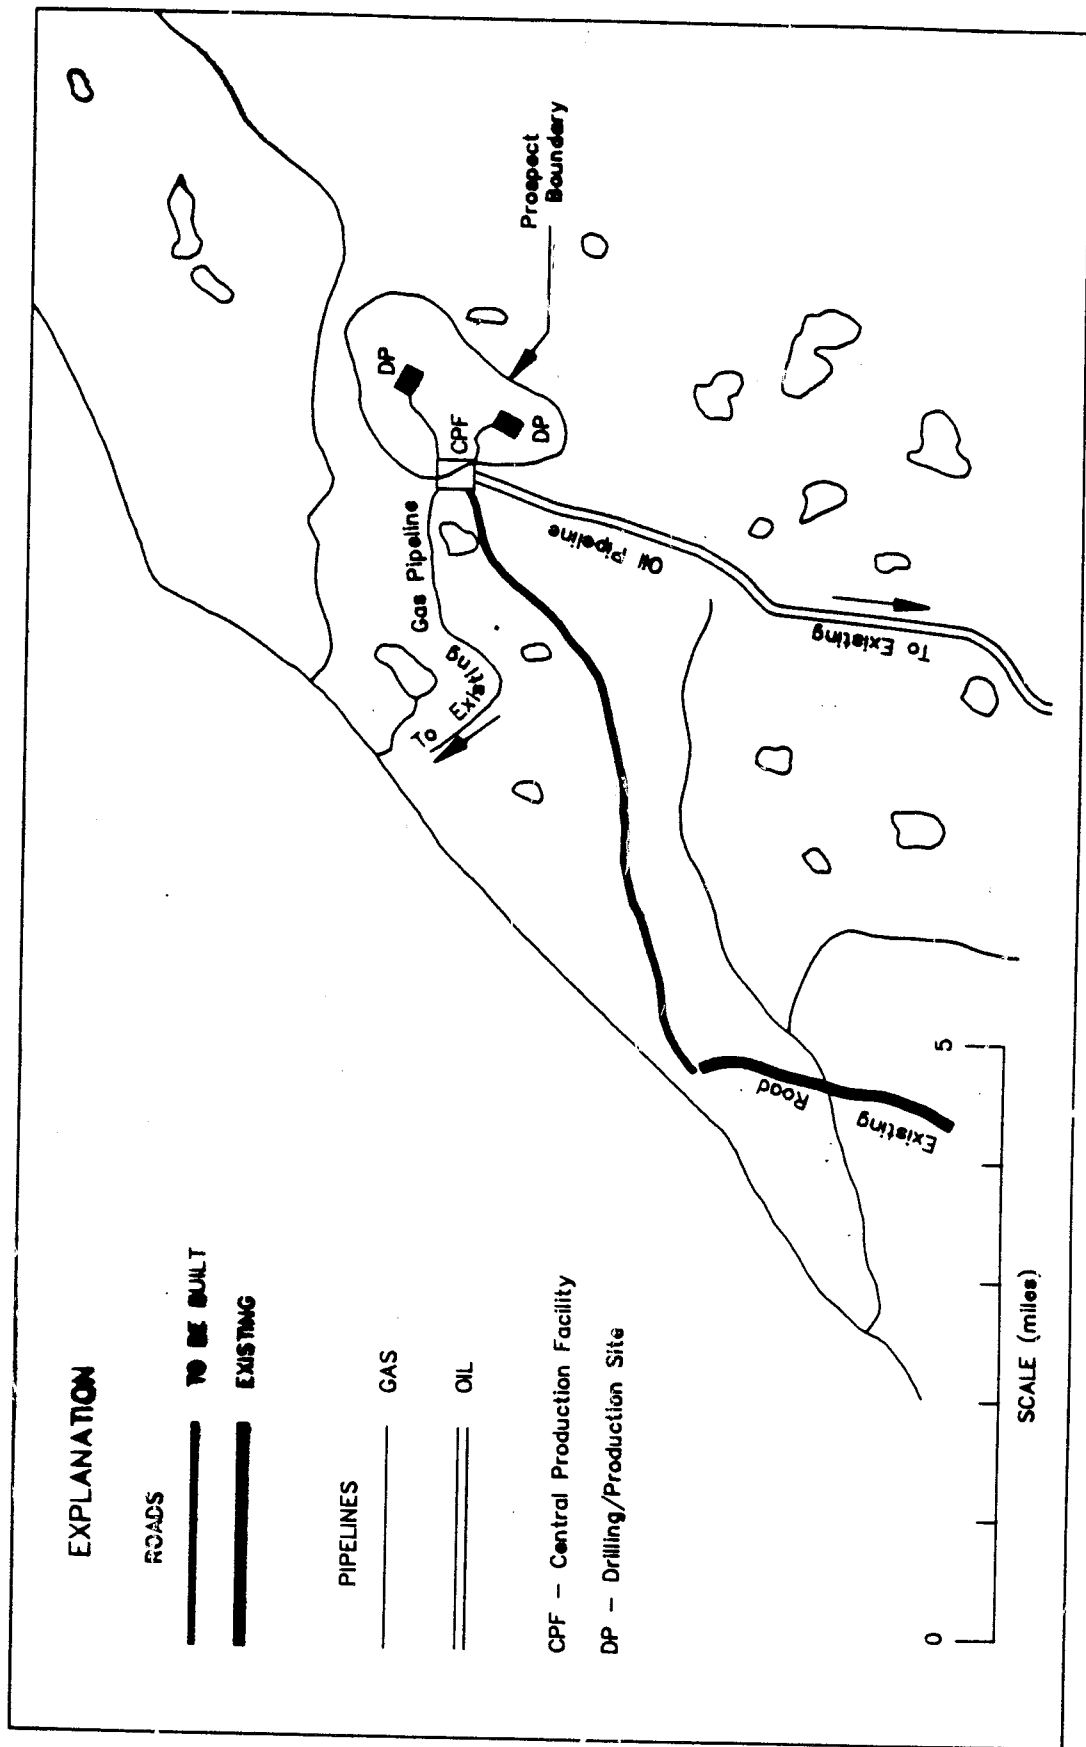 EXPLANATION
ROADS
TO BE BUILT
EXISTING
PIPELINES
GAS
OIL
CPF – Central Production Facility
DP – Drilling/Production Site
0
5
SCALE (miles)
Existing
Road
To Existing
Gas Pipeline
CPF
DP
DP
Prospect
Boundary
Oil Pipeline
To Existing